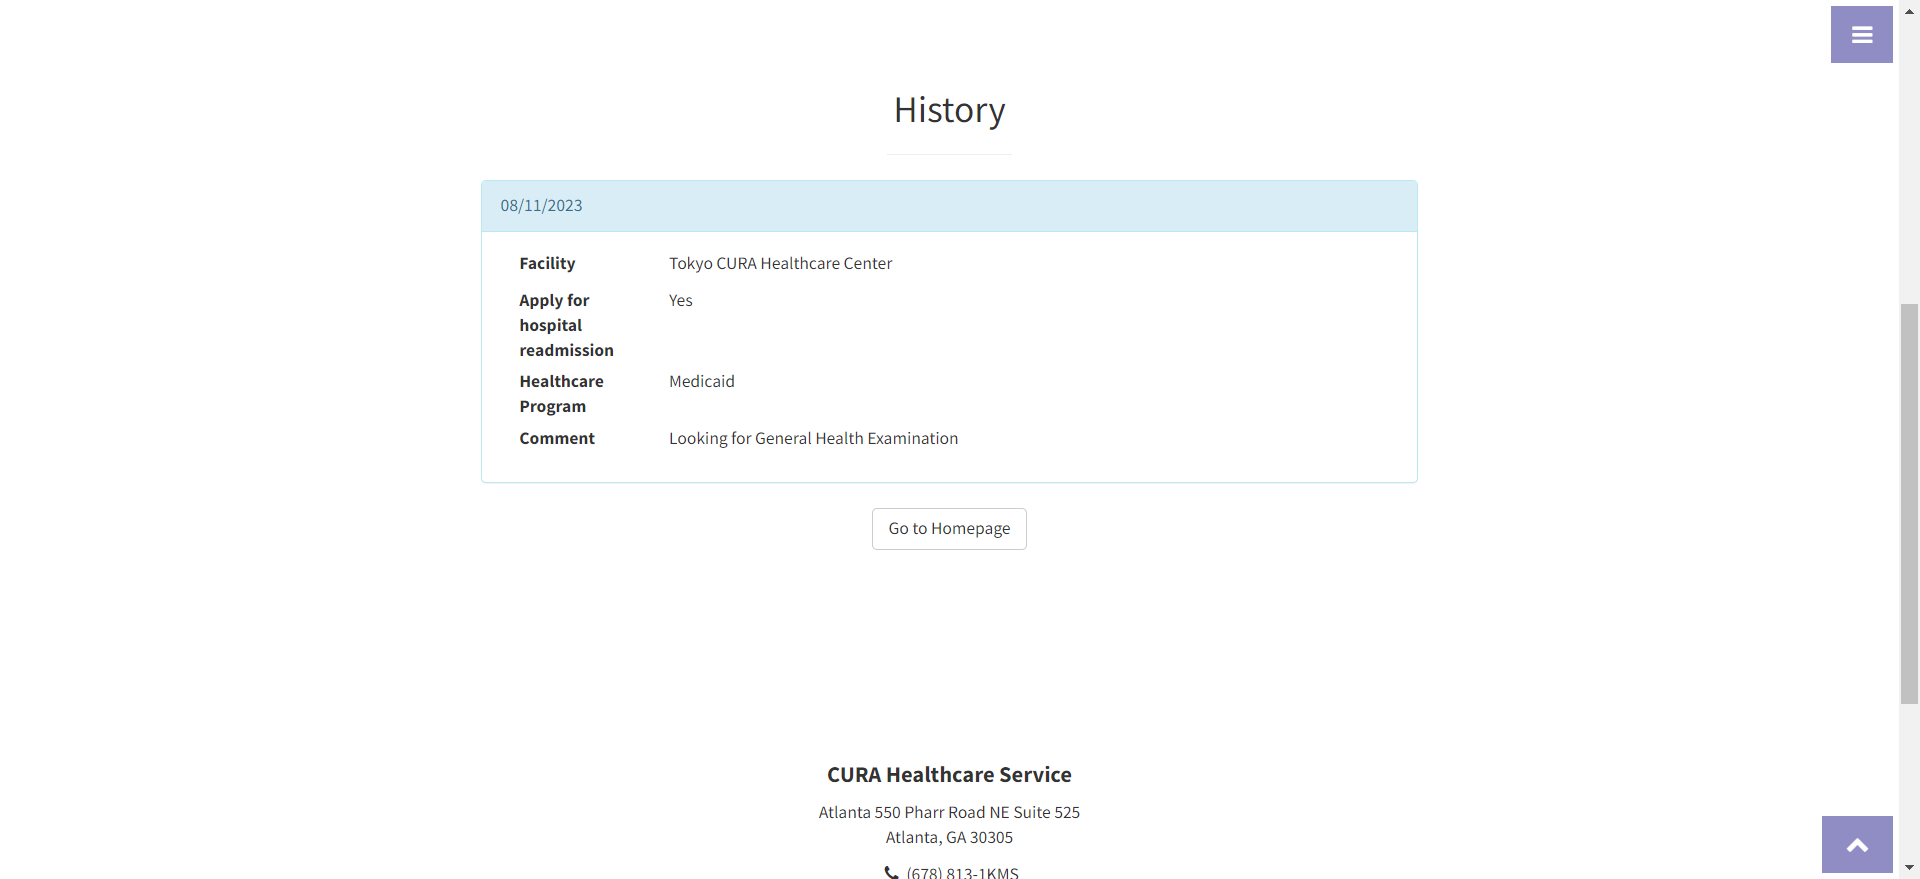 History
08/11/2023
Facility Tokyo CURA Healthcare Center
Apply for Yes
hospital
readmission
Healthcare Medicaid
Program
Comment Looking for General Health Examination
Go to Homepage
CURA Healthcare Service
Atlanta 550 Pharr Road NE Suite 525
Atlanta, GA 30305
(678) 813-1KMS